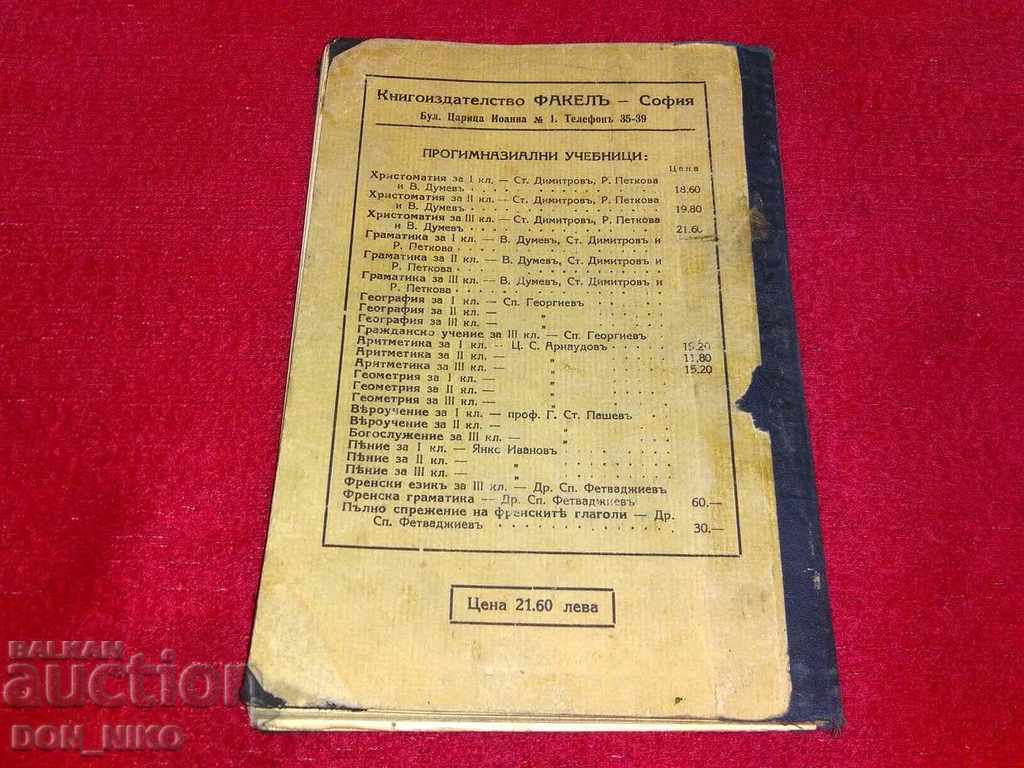 Книгоиздателство ФАКЕЛЪ – София
Бул. Царица Иоанна № 1. Телефонъ 35-39
ПРОГИМНАЗИАЛНИ УЧЕБНИЦИ:
Цена
Христоматия за I кл. — Ст. Димитровъ, Р. Петкова
и В. Думевъ . . . . . . . . . . . . 18.60
Христоматия за II кл. — Ст. Димитровъ, Р. Петкова
и В. Думевъ . . . . . . . . . . . . 19.80
Христоматия за III кл. — Ст. Димитровъ, Р. Петкова
и В. Думевъ . . . . . . . . . . . . 21.60
Граматика за I кл. — В. Думевъ, Ст. Димитровъ и
Р. Петкова . . . . . . . . . . . .
Граматика за II кл. — В. Думевъ, Ст. Димитровъ и
Р. Петкова . . . . . . . . . . . .
Граматика за III кл. — В. Думевъ, Ст. Димитровъ и
Р. Петкова . . . . . . . . . . . .
География за I кл. — Сп. Георгиев . . . . .
География за II кл. — „ . . . . .
География за III кл. — „ . . . . .
Гражданско учение за III кл. — Сп. Георгиев .
Аритметика за I кл. — Ц. С. Арнаудовъ . . . . .
Аритметика за II кл. — „ . . . . . 11.80
Аритметика за III кл. — „ . . . . . 15.20
Геометрия за I кл. — „ . . . . .
Геометрия за II кл. — „ . . . . .
Геометрия за III кл. — „ . . . . .
Вѣроучение за I кл. — проф. Г. Ст. Пашевъ . .
Вѣроучение за II кл. — „ . . . . .
Богослужение за III кл. — „ . . . . .
Пѣние за I кл. — Янко Ивановъ . . . . .
Пѣние за II кл. — „ . . . . .
Пѣние за III кл. — „ . . . . .
Френски езикъ за III кл. — Др. Сп. Фетваджиевъ
Френска граматика — Др. Сп. Фетваджиевъ 60.—
Пълно спрежение на френскитѣ глаголи — Др.
Сп. Фетваджиевъ . . . . . . . . . . 30.—
Цена 21.60 лева
BALKAN
auction
DON_NIKO